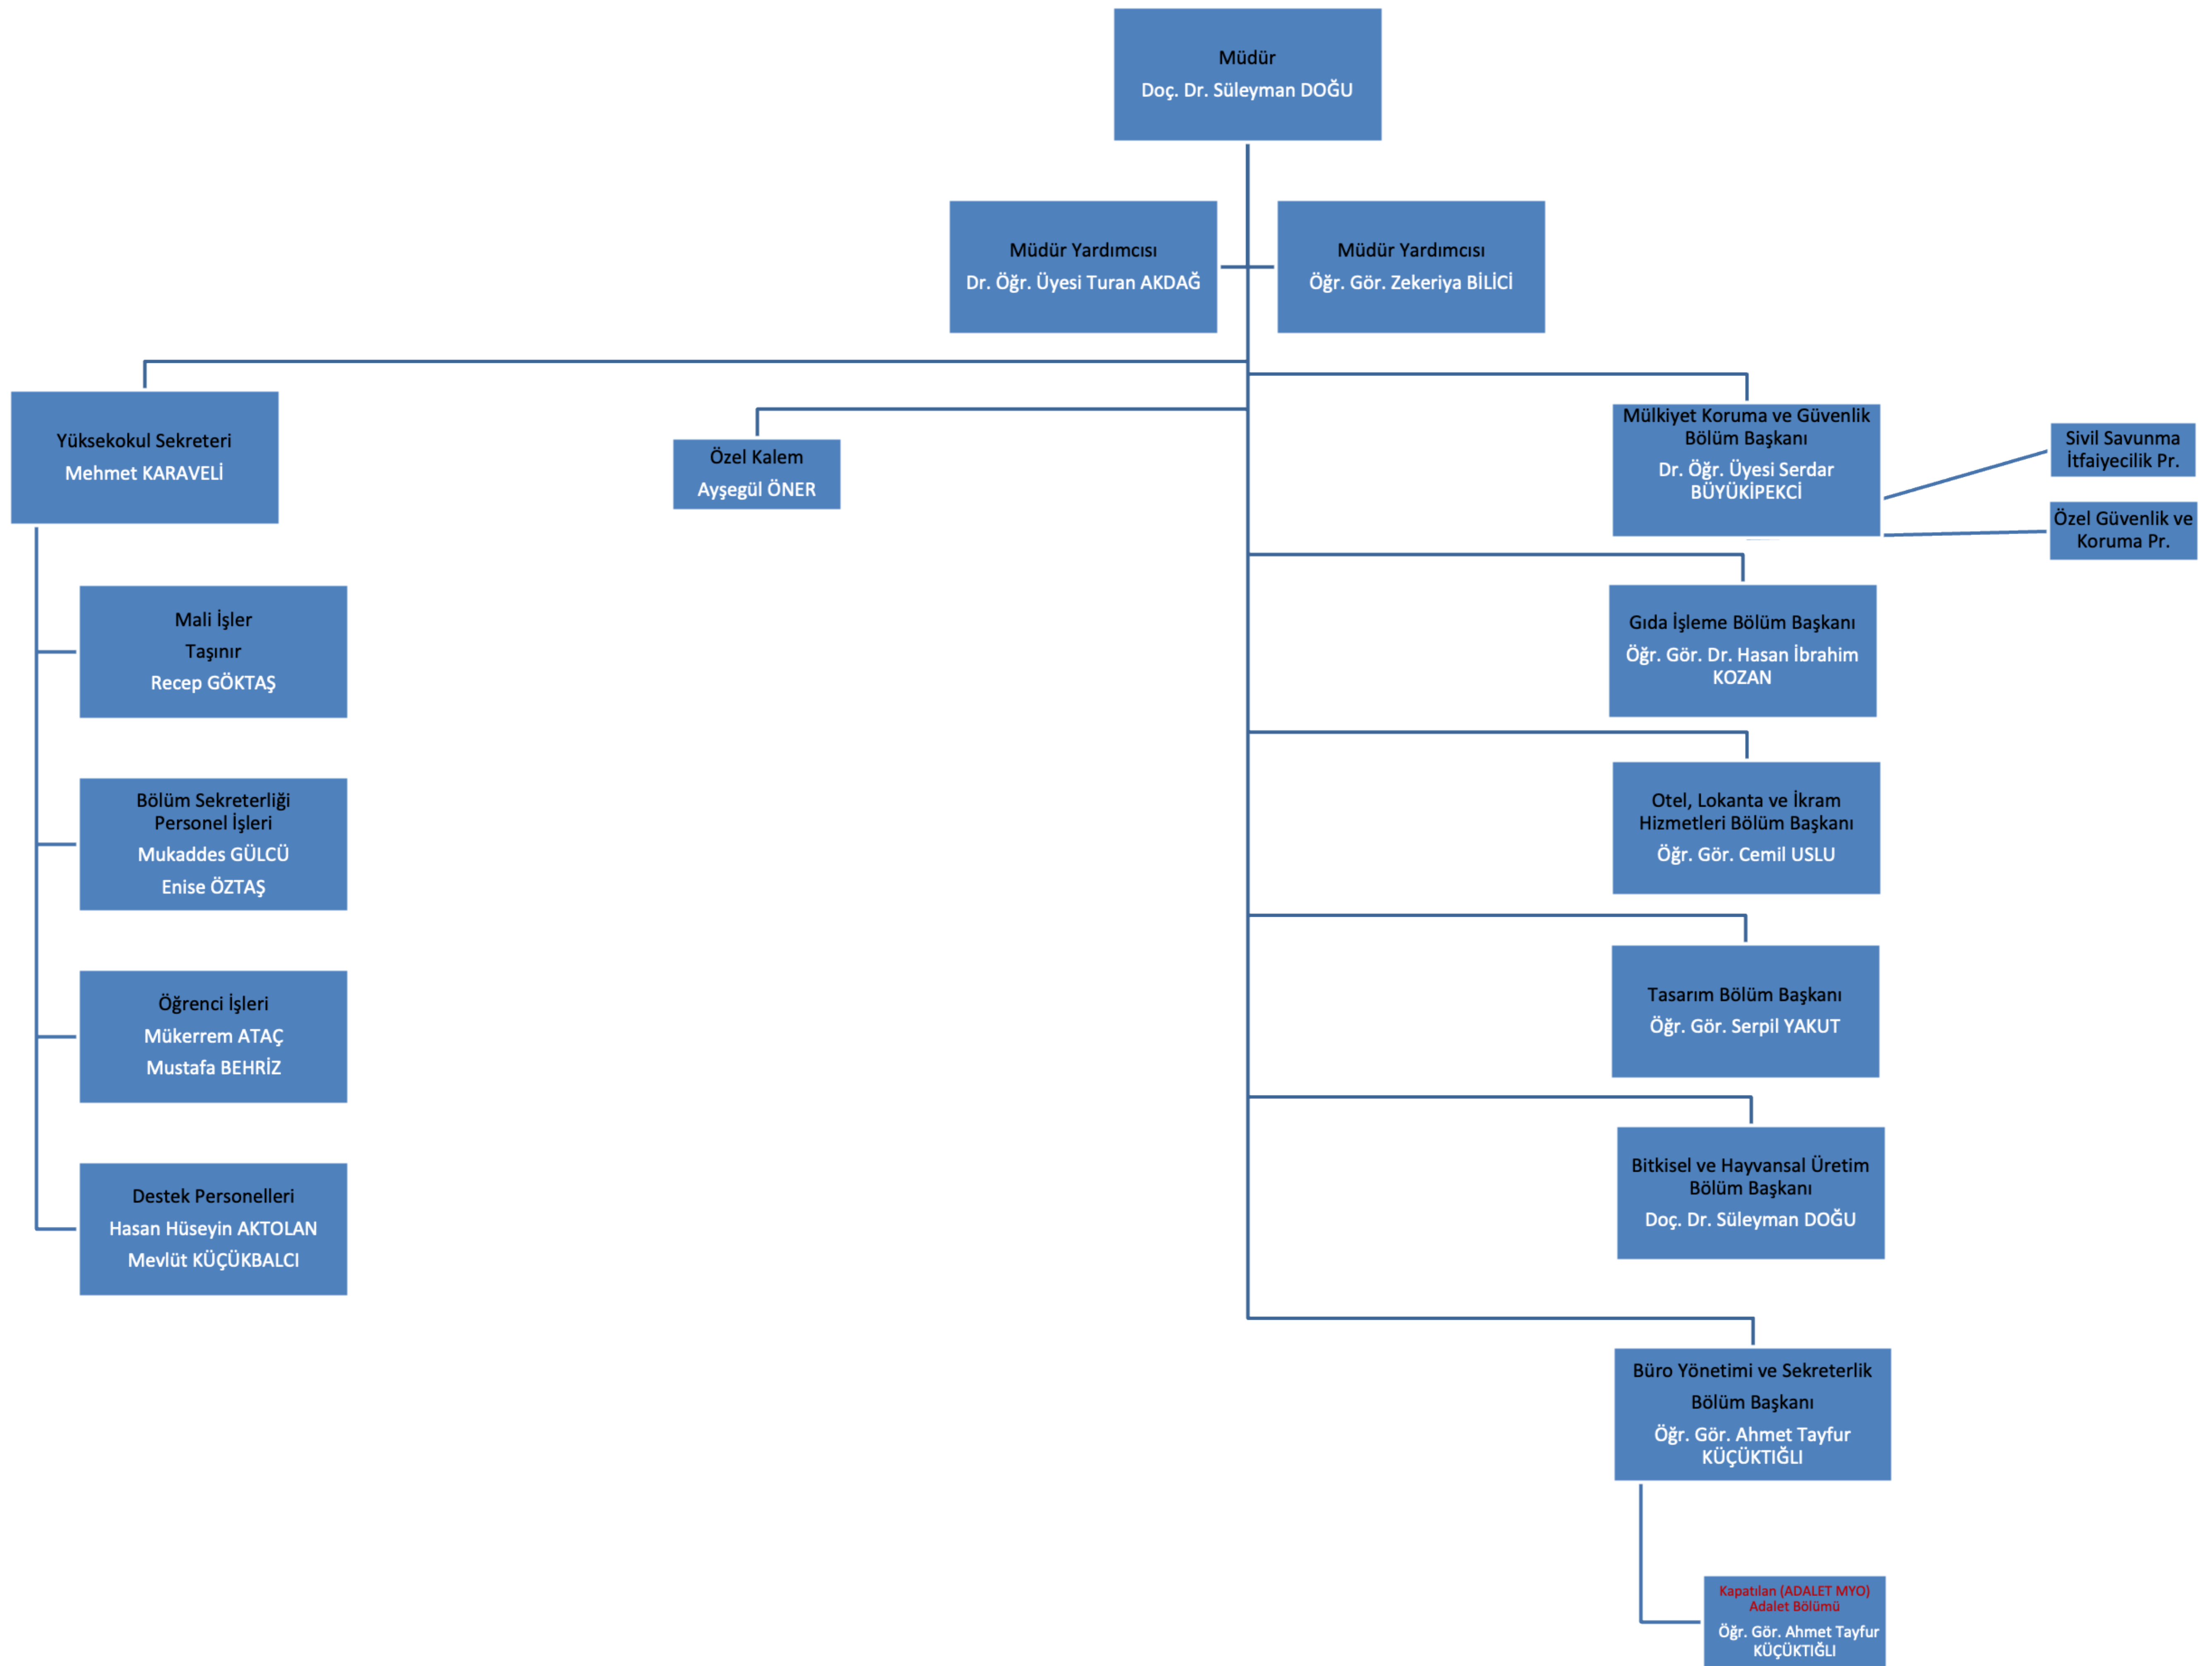 Müdür
Doç. Dr. Süleyman DOĞU
Müdür Yardımcısı
Dr. Öğr. Üyesi Turan AKDAĞ
Müdür Yardımcısı
Öğr. Gör. Zekeriya BİLİCİ
Yüksekokul Sekreteri
Mehmet KARAVELİ
Mali İşler
Taşınır
Recep GÖKTAŞ
Bölüm Sekreterliği
Personel İşleri
Mukaddes GÜLCÜ
Enise ÖZTAŞ
Öğrenci İşleri
Mükerrem ATAÇ
Mustafa BEHRİZ
Destek Personelleri
Hasan Hüseyin AKTOLAN
Mevlüt KÜÇÜKBALCI
Özel Kalem
Ayşegül ÖNER
Mülkiyet Koruma ve Güvenlik
Bölüm Başkanı
Dr. Öğr. Üyesi Serdar
BÜYÜKİPEKCİ
Sivil Savunma
İtfaiyecilik Pr.
Özel Güvenlik ve
Koruma Pr.
Gıda İşleme Bölüm Başkanı
Öğr. Gör. Dr. Hasan İbrahim
KOZAN
Otel, Lokanta ve İkram
Hizmetleri Bölüm Başkanı
Öğr. Gör. Cemil USLU
Tasarım Bölüm Başkanı
Öğr. Gör. Serpil YAKUT
Bitkisel ve Hayvansal Üretim
Bölüm Başkanı
Doç. Dr. Süleyman DOĞU
Büro Yönetimi ve Sekreterlik
Bölüm Başkanı
Öğr. Gör. Ahmet Tayfur
KÜÇÜKTIĞLI
Kapatılan (ADALET MYO)
Adalet Bölümü
Öğr. Gör. Ahmet Tayfur
KÜÇÜKTIĞLI